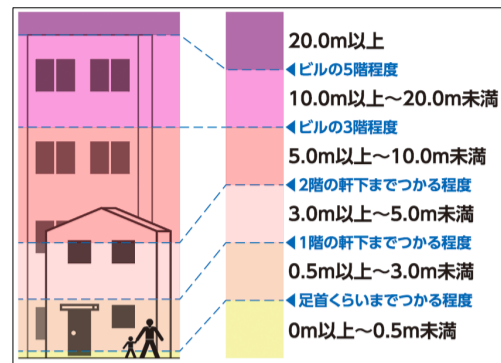 20.0m以上
◀ビルの5階程度
10.0m以上～20.0m未満
◀ビルの3階程度
5.0m以上～10.0m未満
◀2階の軒下までつかる程度
3.0m以上～5.0m未満
◀1階の軒下までつかる程度
0.5m以上～3.0m未満
◀足首くらいまでつかる程度
0m以上～0.5m未満